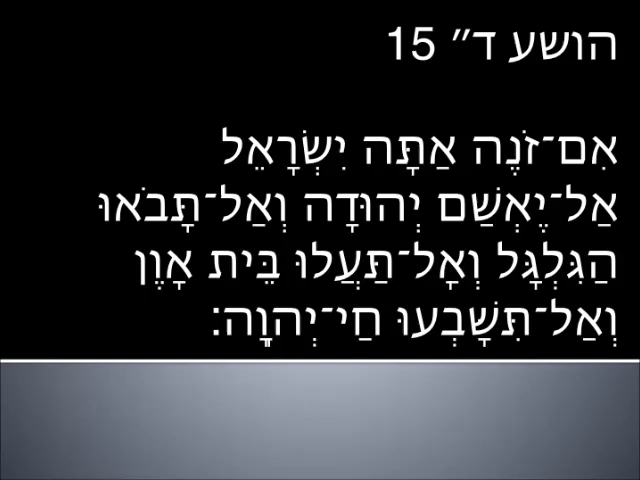 הושע ד״ 15
אִם־זֹנֶה אַתָּה יִשְׂרָאֵל
אַל־יֶאְשַׁם יְהוּדָה וְאַל־תָּבֹאוּ
הַגִּלְגָּל וְאָל־תַּעֲלוּ בֵּית אָוֶן
וְאַל־תִּשָּׁבְעוּ חַי־יְהוָֽה׃